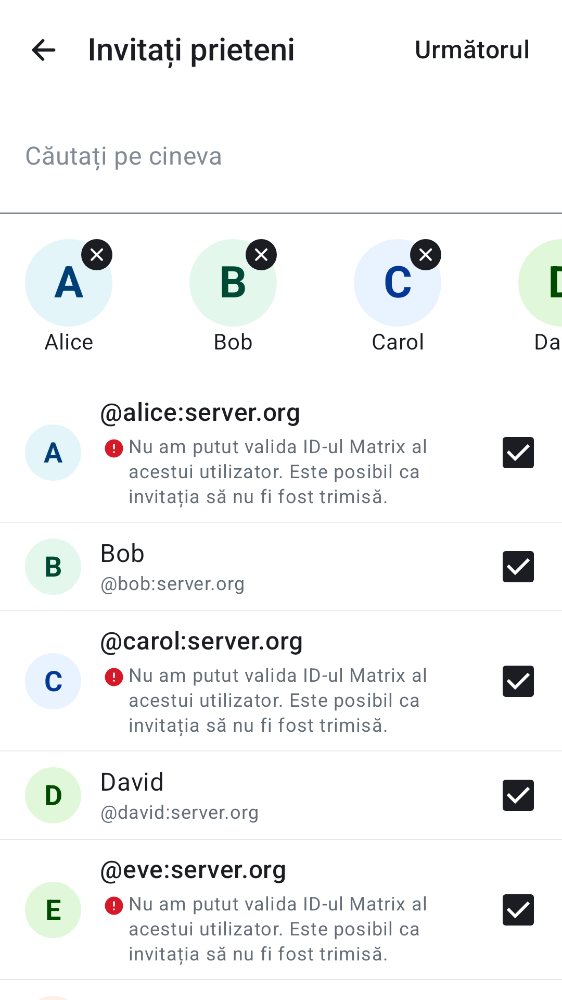 Invitați prieteni
Următorul
Căutați pe cineva
A
B
C
D
Alice
Bob
Carol
Da
A
@alice:server.org
Nu am putut valida ID-ul Matrix al
acestui utilizator. Este posibil ca
invitația să nu fi fost trimisă.
B
Bob
@bob:server.org
C
@carol:server.org
Nu am putut valida ID-ul Matrix al
acestui utilizator. Este posibil ca
invitația să nu fi fost trimisă.
D
David
@david:server.org
E
@eve:server.org
Nu am putut valida ID-ul Matrix al
acestui utilizator. Este posibil ca
invitația să nu fi fost trimisă.